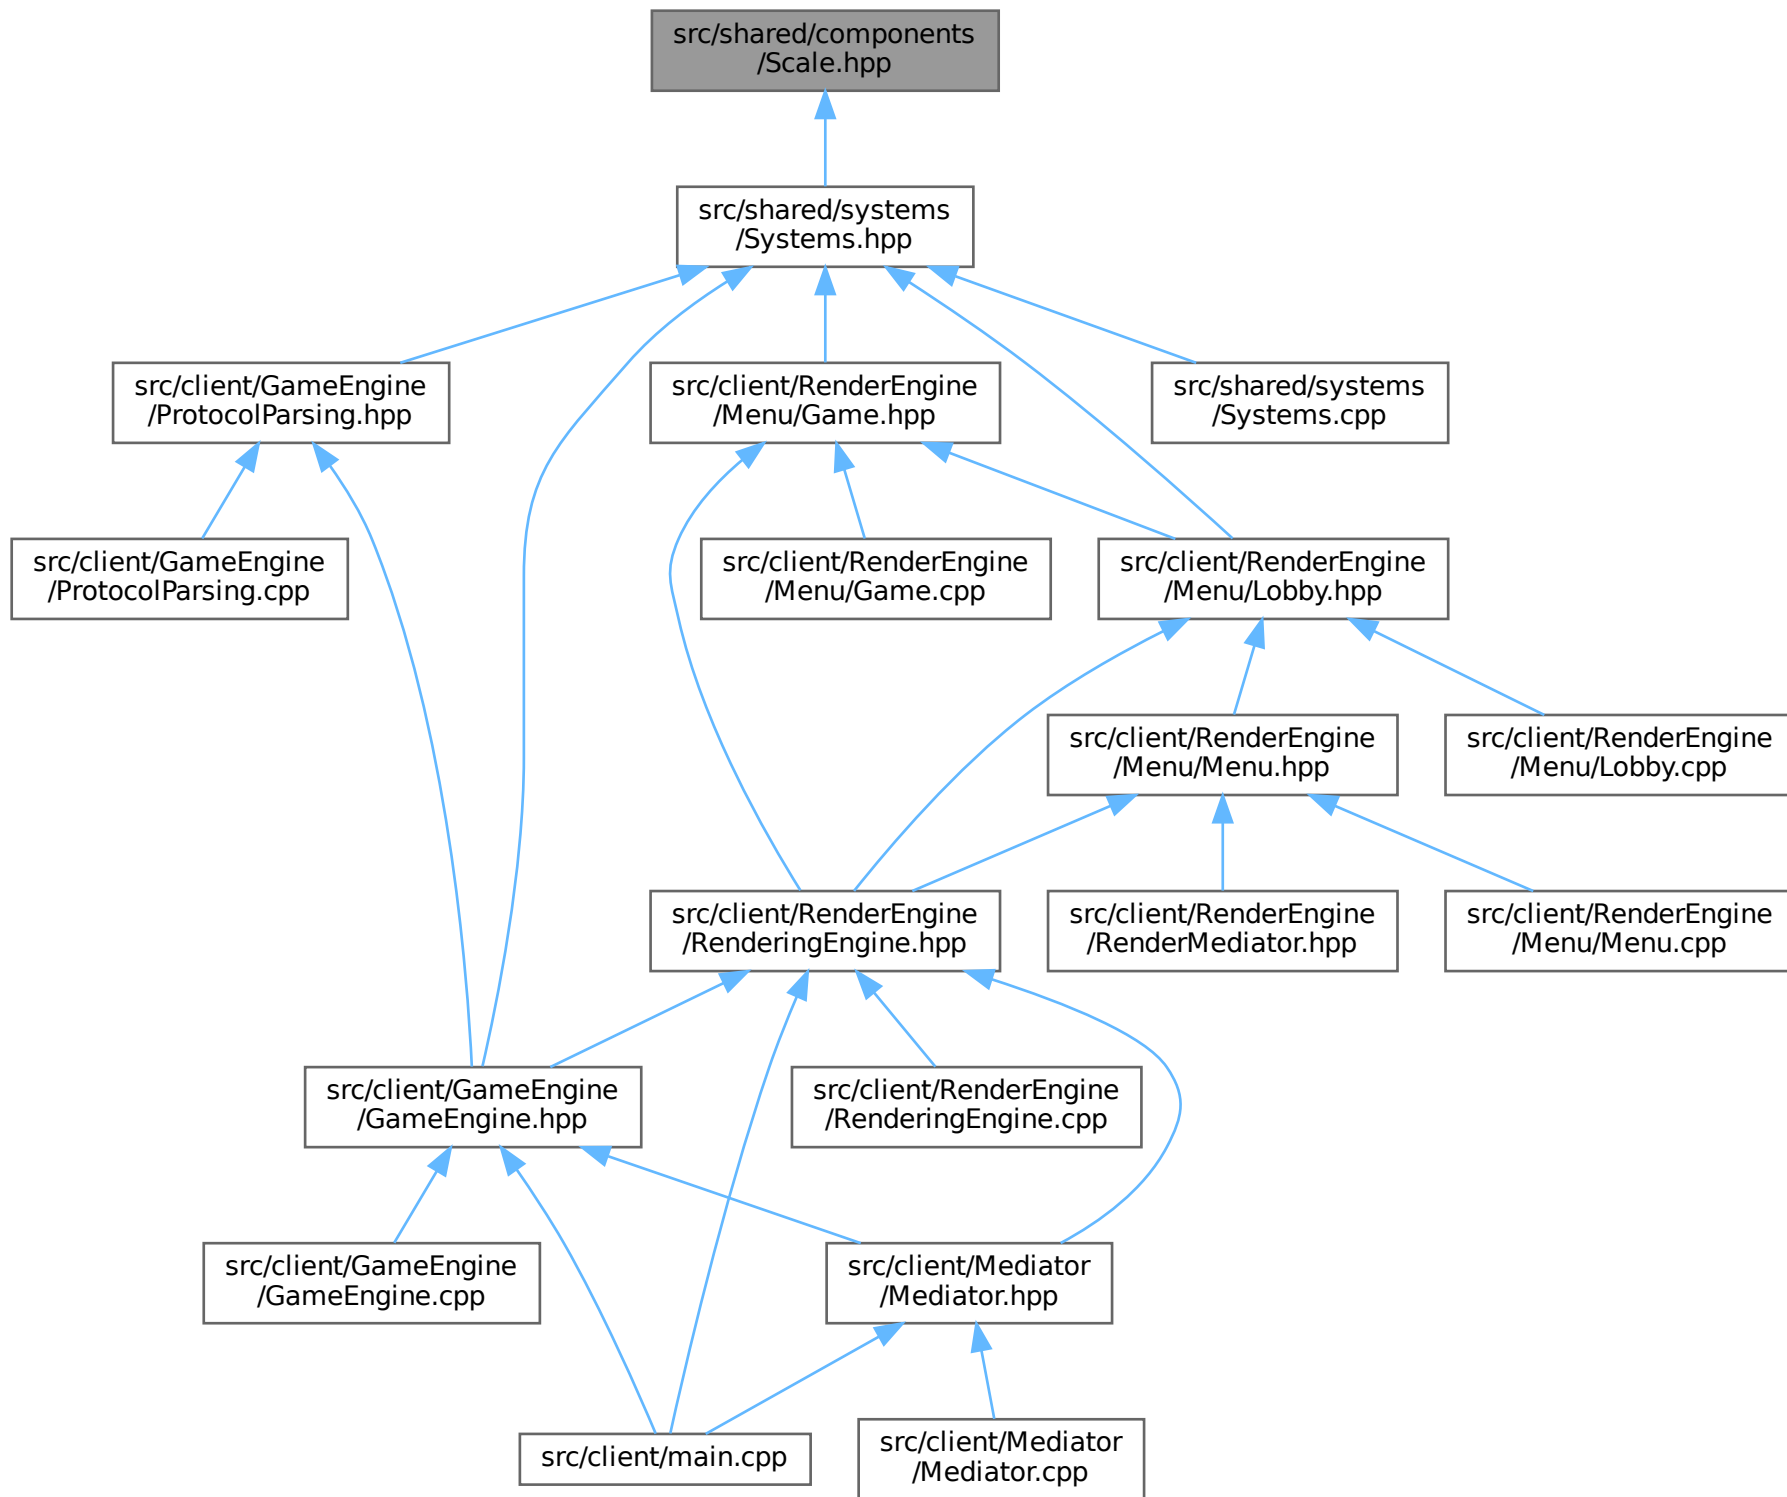 src/shared/components
/Scale.hpp
src/shared/systems
/Systems.hpp
src/client/GameEngine
/ProtocolParsing.hpp
src/client/RenderEngine
/Menu/Game.hpp
src/shared/systems
/Systems.cpp
src/client/GameEngine
/ProtocolParsing.cpp
src/client/RenderEngine
/Menu/Game.cpp
src/client/RenderEngine
/Menu/Lobby.hpp
src/client/RenderEngine
/Menu/Menu.hpp
src/client/RenderEngine
/Menu/Lobby.cpp
src/client/RenderEngine
/RenderingEngine.hpp
src/client/RenderEngine
/RenderMediator.hpp
src/client/RenderEngine
/Menu/Menu.cpp
src/client/GameEngine
/GameEngine.hpp
src/client/RenderEngine
/RenderingEngine.cpp
src/client/GameEngine
/GameEngine.cpp
src/client/Mediator
/Mediator.hpp
src/client/main.cpp
src/client/Mediator
/Mediator.cpp